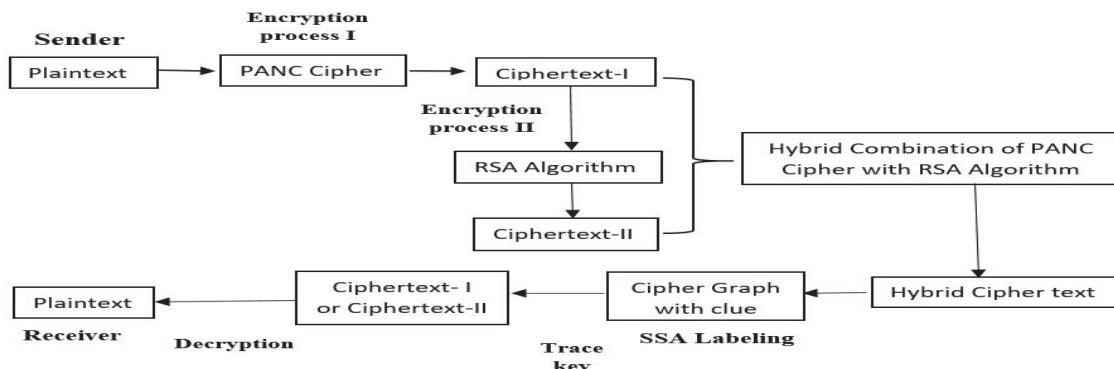 Sender
Plaintext
Encryption
process I
PANC Cipher
Ciphertext-I
Encryption
process II
RSA Algorithm
Ciphertext-II
Hybrid Combination of PANC
Cipher with RSA Algorithm
Hybrid Cipher text
Cipher Graph
with clue
SSA Labeling
Trace
key
Ciphertext- I
or Ciphertext-II
Decryption
Plaintext
Receiver